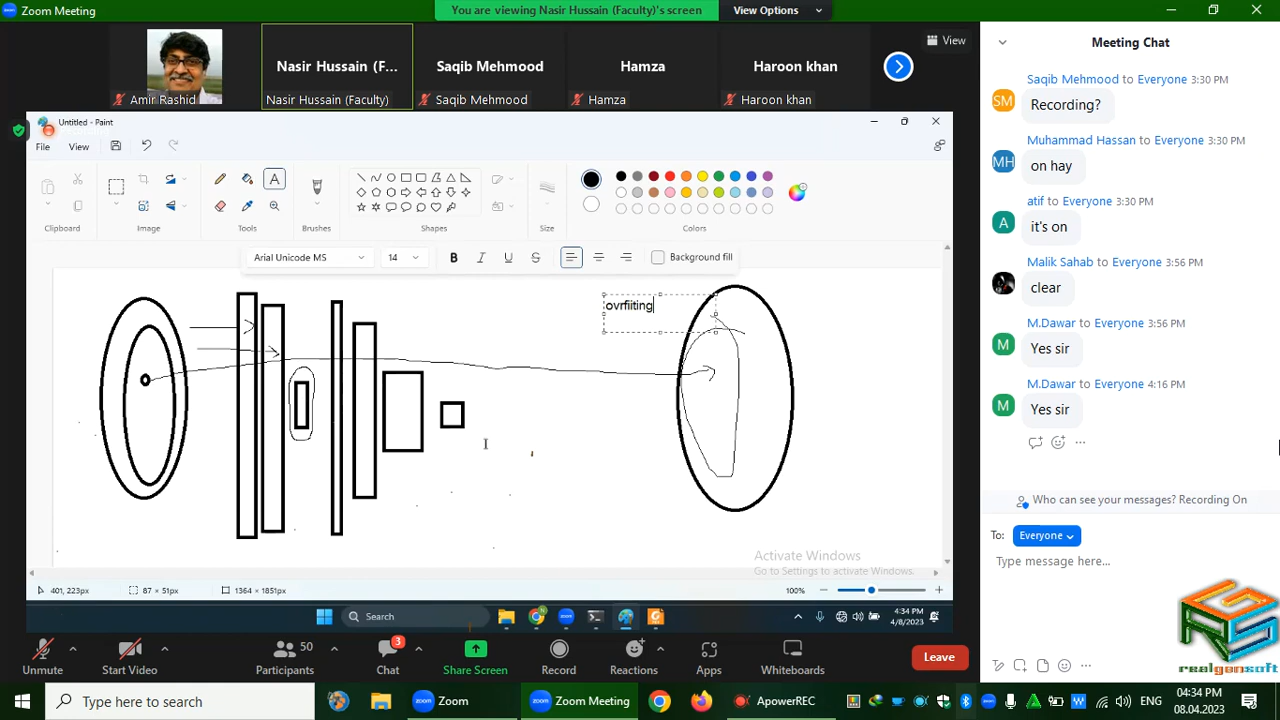 Zoom Meeting
You are viewing Nasir Hussain (Faculty)'s screen
View Options
View
Nasir Hussain (F...
Saqib Mehmood
Hamza
Haroon khan
Amir Rashid
Nasir Hussain (Faculty)
Saqib Mehmood
Hamza
Haroon khan
Untitled - Paint
File
View
Clipboard
Image
Tools
Brushes
Shapes
Size
Colors
Arial Unicode MS
14
Background fill
ovrfiiting
Activate Windows
Go to Settings to activate Windows.
401, 223px
87 × 51px
1364 × 1851px
100%
Search
4:34 PM
4/8/2023
Meeting Chat
Saqib Mehmood to Everyone 3:30 PM
SM
Recording?
Muhammad Hassan to Everyone 3:30 PM
MH
on hay
atif to Everyone 3:30 PM
A
it's on
Malik Sahab to Everyone 3:56 PM
clear
M.Dawar to Everyone 3:56 PM
M
Yes sir
M.Dawar to Everyone 4:16 PM
M
Yes sir
Who can see your messages? Recording On
To: Everyone
Type message here...
realgansoft
Unmute
Start Video
50
Participants
3
Chat
Share Screen
Record
Reactions
Apps
Whiteboards
Leave
Type here to search
Zoom
Zoom Meeting
ApowerREC
ENG
04:34 PM
08.04.2023